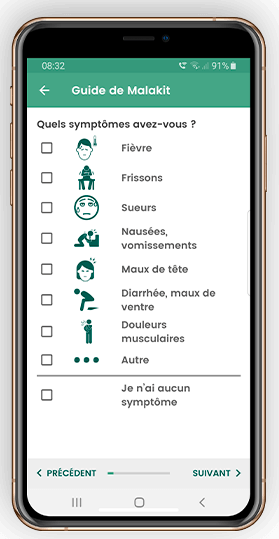 08:32 91%
Guide de Malakit
Quels symptômes avez-vous ?
Fièvre
Frissons
Sueurs
Nausées,
vomissements
Maux de tête
Diarrhée, maux de
ventre
Douleurs
musculaires
Autre
Je n'ai aucun
symptôme
PRÉCÉDENT SUIVANT